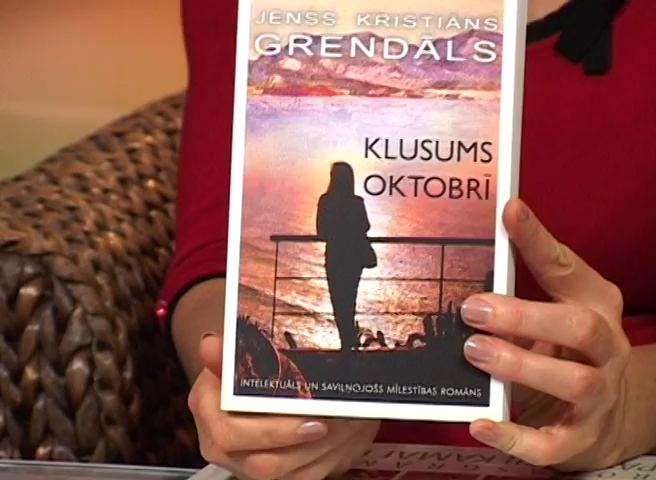 JENSS KRISTIANS
GRENDĀLS
KLUSUMS
OKTOBRĪ
INTELEKTUĀLS UN SAVIĻŅOJOŠS MĪLESTĪBAS ROMĀNS